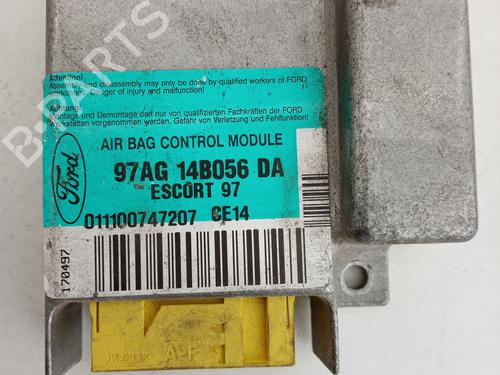 Attention!
Assembly and disassembly may only be done by qualified workers of FORD
workshops. Danger of injury and malfunction!
Achtung:
Montage und Demontage darf nur von qualifizierten Fachkräften der FORD
Werkstätten vorgenommen werden. Gefahr von Verletzung und Fehlfunktion!
AIR BAG CONTROL MODULE
Ford
97AG 14B056 DA
ESCORT 97
011100747207 CE14
170497
A-F
B-PARTS